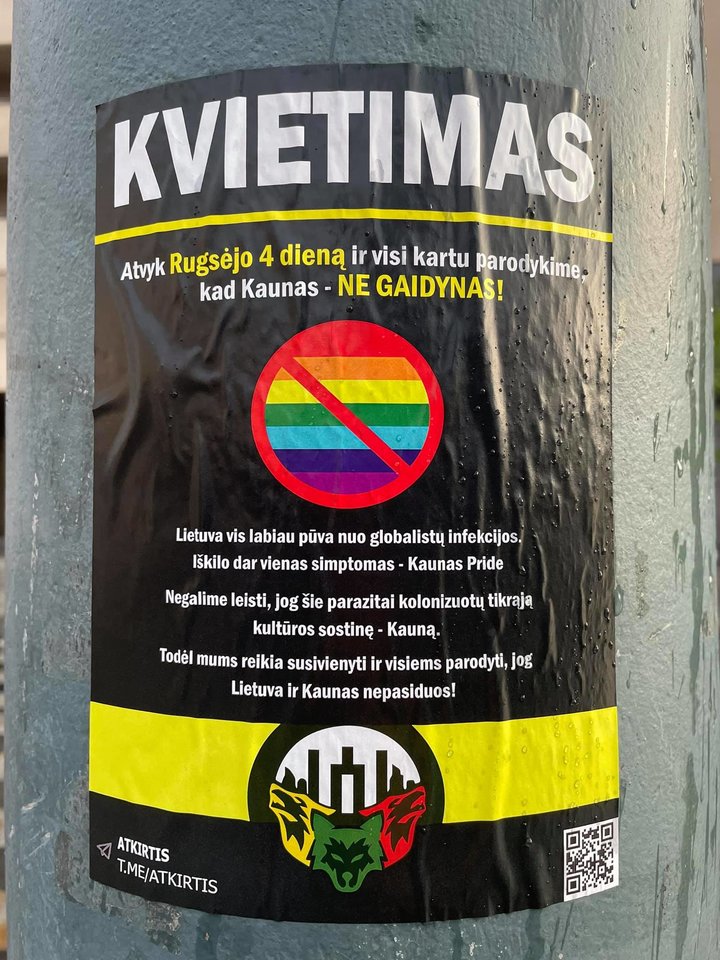 KVIETIMAS
Atvyk Rugsėjo 4 dieną ir visi kartu parodykime,
kad Kaunas - NE GAIDYNAS!
Lietuva vis labiau pūva nuo globalistų infekcijos.
Iškilo dar vienas simptomas - Kaunas Pride
Negalime leisti, jog šie parazitai kolonizuotų tikrąją
kultūros sostinę - Kauną.
Todėl mums reikia susivienyti ir visiems parodyti, jog
Lietuva ir Kaunas nepasiduos!
ATKIRTIS
T.ME/ATKIRTIS